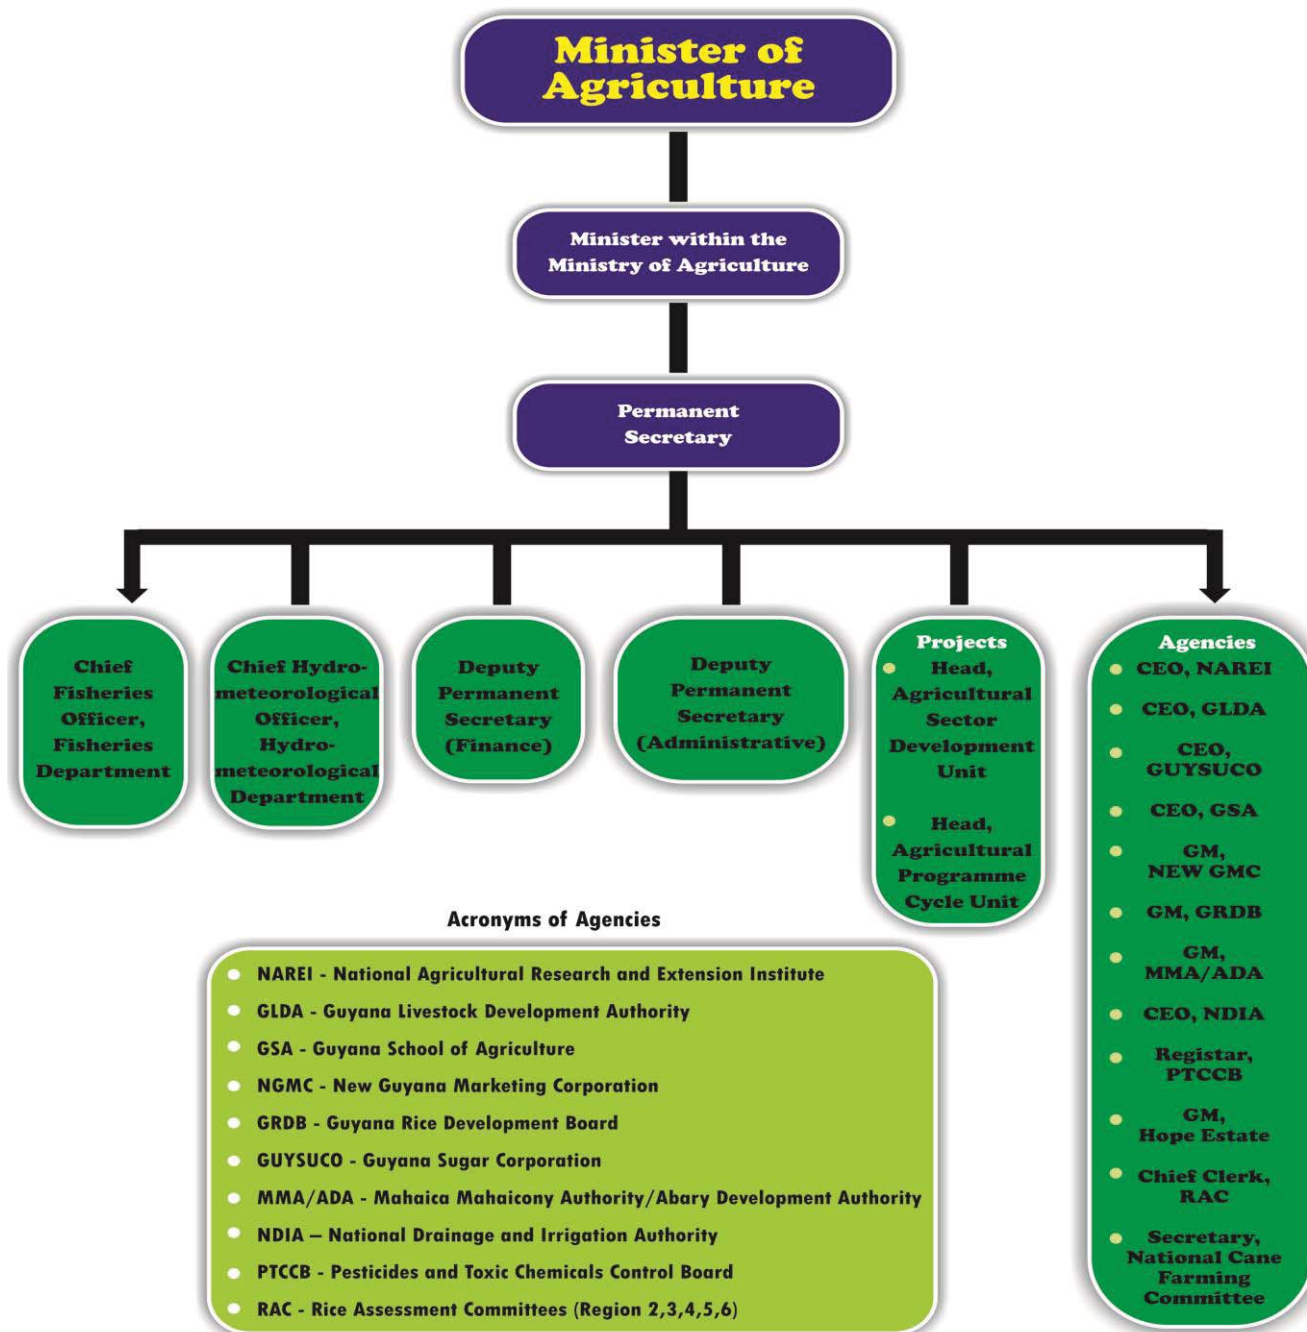 Minister of
Agriculture
Minister within the
Ministry of Agriculture
Permanent
Secretary
Chief
Fisheries
Officer,
Fisheries
Department
Chief Hydro-
meteorological
Officer,
Hydro-
meteorological
Department
Deputy
Permanent
Secretary
(Finance)
Deputy
Permanent
Secretary
(Administrative)
Projects
Head,
Agricultural
Sector
Development
Unit
Head,
Agricultural
Programme
Cycle Unit
Agencies
CEO, NAREI
CEO, GLDA
CEO,
GUYSUCO
CEO, GSA
GM,
NEW GMC
GM, GRDB
GM,
MMA/ADA
CEO, NDIA
Registar,
PTCCB
GM,
Hope Estate
Chief Clerk,
RAC
Secretary,
National Cane
Farming
Committee
Acronyms of Agencies
NAREI - National Agricultural Research and Extension Institute
GLDA - Guyana Livestock Development Authority
GSA - Guyana School of Agriculture
NGMC - New Guyana Marketing Corporation
GRDB - Guyana Rice Development Board
GUYSUCO - Guyana Sugar Corporation
MMA/ADA - Mahaica Mahaicony Authority/Abary Development Authority
NDIA – National Drainage and Irrigation Authority
PTCCB - Pesticides and Toxic Chemicals Control Board
RAC - Rice Assessment Committees (Region 2,3,4,5,6)